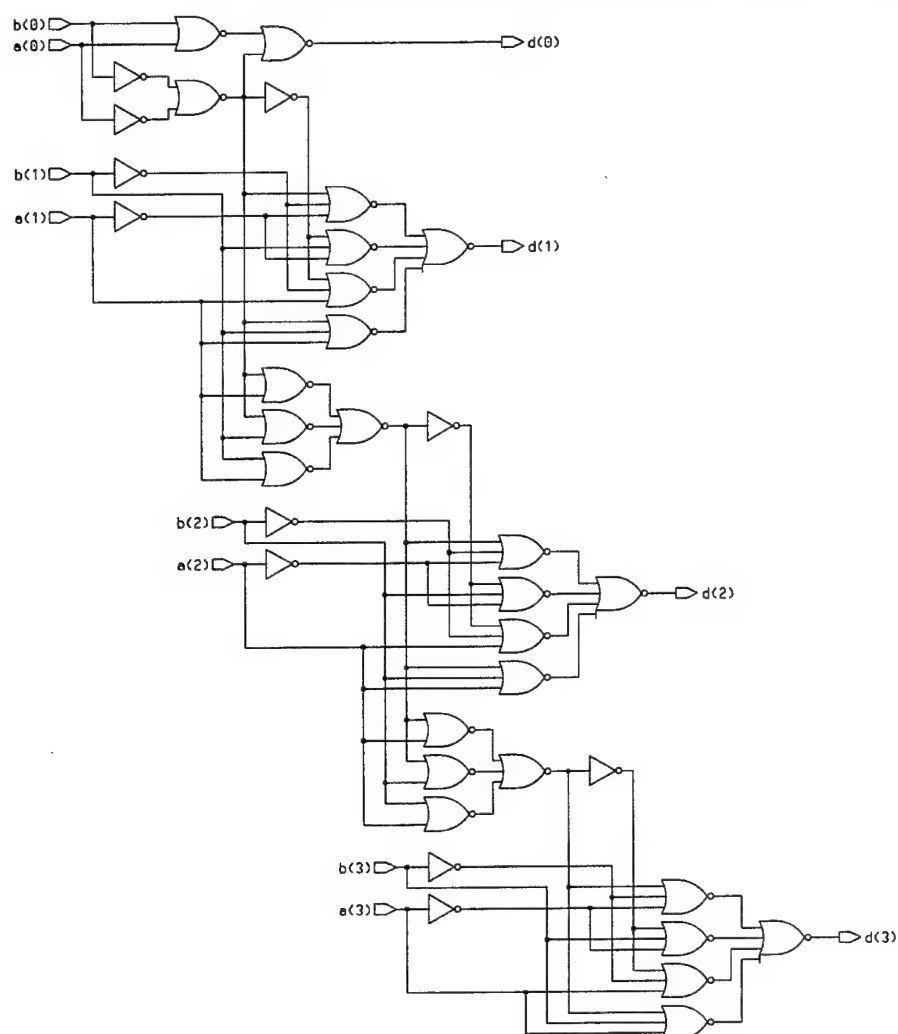 b(0)
a(0)
d(0)
b(1)
a(1)
d(1)
b(2)
a(2)
d(2)
b(3)
a(3)
d(3)